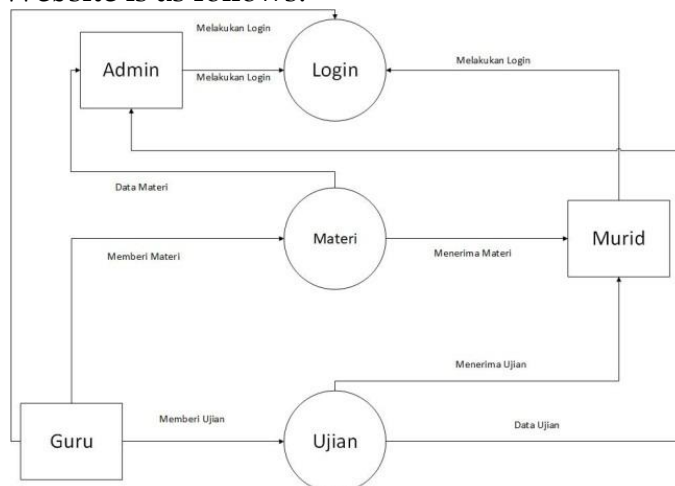 Website is as follows:
Melakukan Login
Admin
Melakukan Login
Login
Melakukan Login
Data Materi
Memberi Materi
Materi
Menerima Materi
Murid
Menerima Ujian
Guru
Memberi Ujian
Ujian
Data Ujian